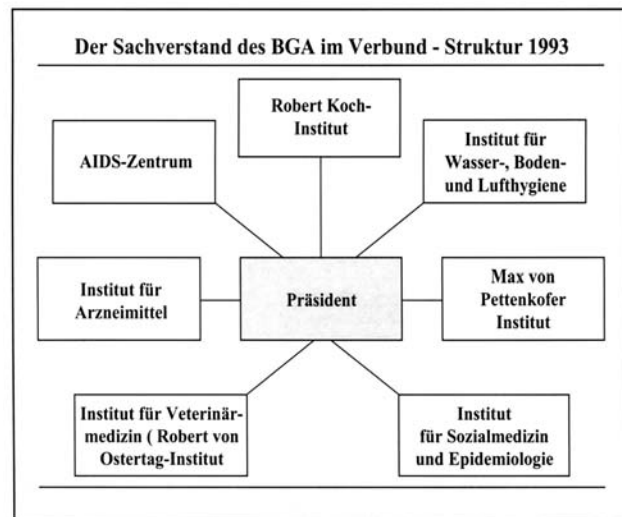 Der Sachverstand des BGA im Verbund - Struktur 1993
Robert Koch-
Institut
AIDS-Zentrum
Institut für
Wasser-, Boden-
und Lufthygiene
Institut für
Arzneimittel
Präsident
Max von
Pettenkofer
Institut
Institut für Veterinär-
medizin ( Robert von
Ostertag-Institut
Institut
für Sozialmedizin
und Epidemiologie